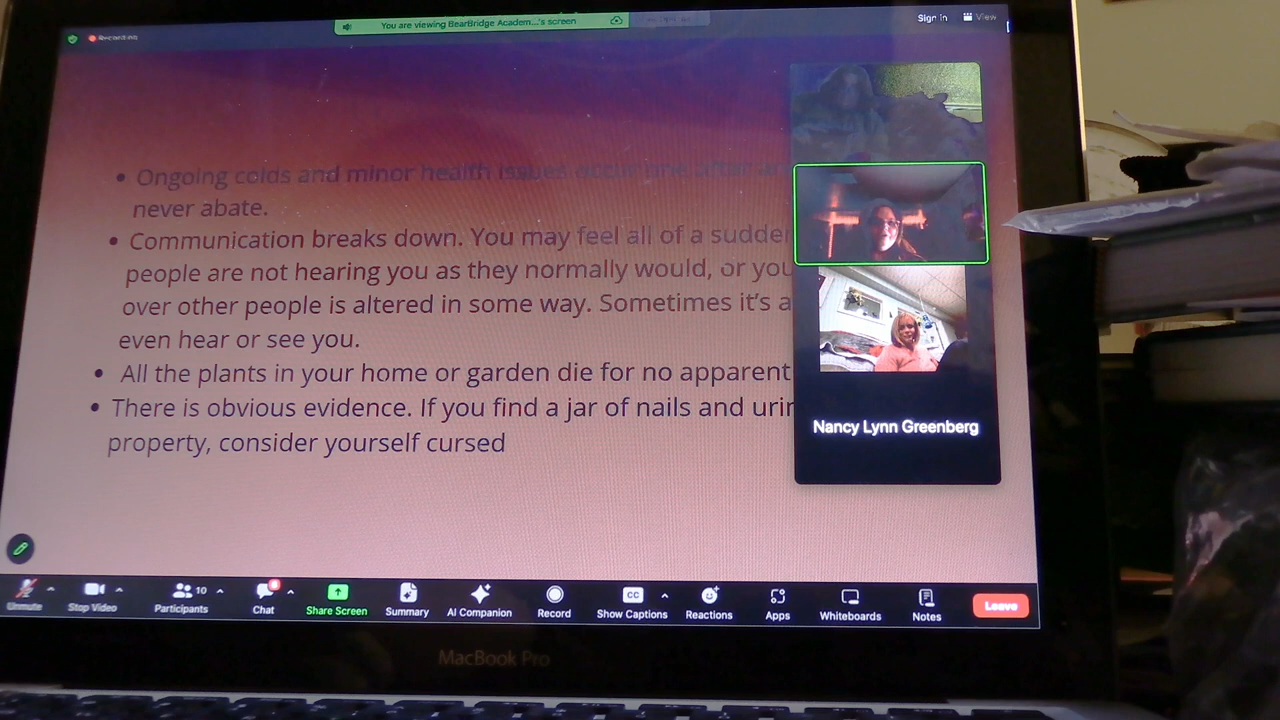 You are viewing BearBridge Academ...'s screen
Sign in
View
Recording
• Ongoing colds and minor health issues occur one after an
never abate.
• Communication breaks down. You may feel all of a sudden
people are not hearing you as they normally would, or you
over other people is altered in some way. Sometimes it's a
even hear or see you.
• All the plants in your home or garden die for no apparent
• There is obvious evidence. If you find a jar of nails and urin
property, consider yourself cursed
Nancy Lynn Greenberg
Unmute
Stop Video
10
Participants
Chat
Share Screen
Summary
AI Companion
Record
CC
Show Captions
Reactions
Apps
Whiteboards
Notes
Leave
MacBook Pro